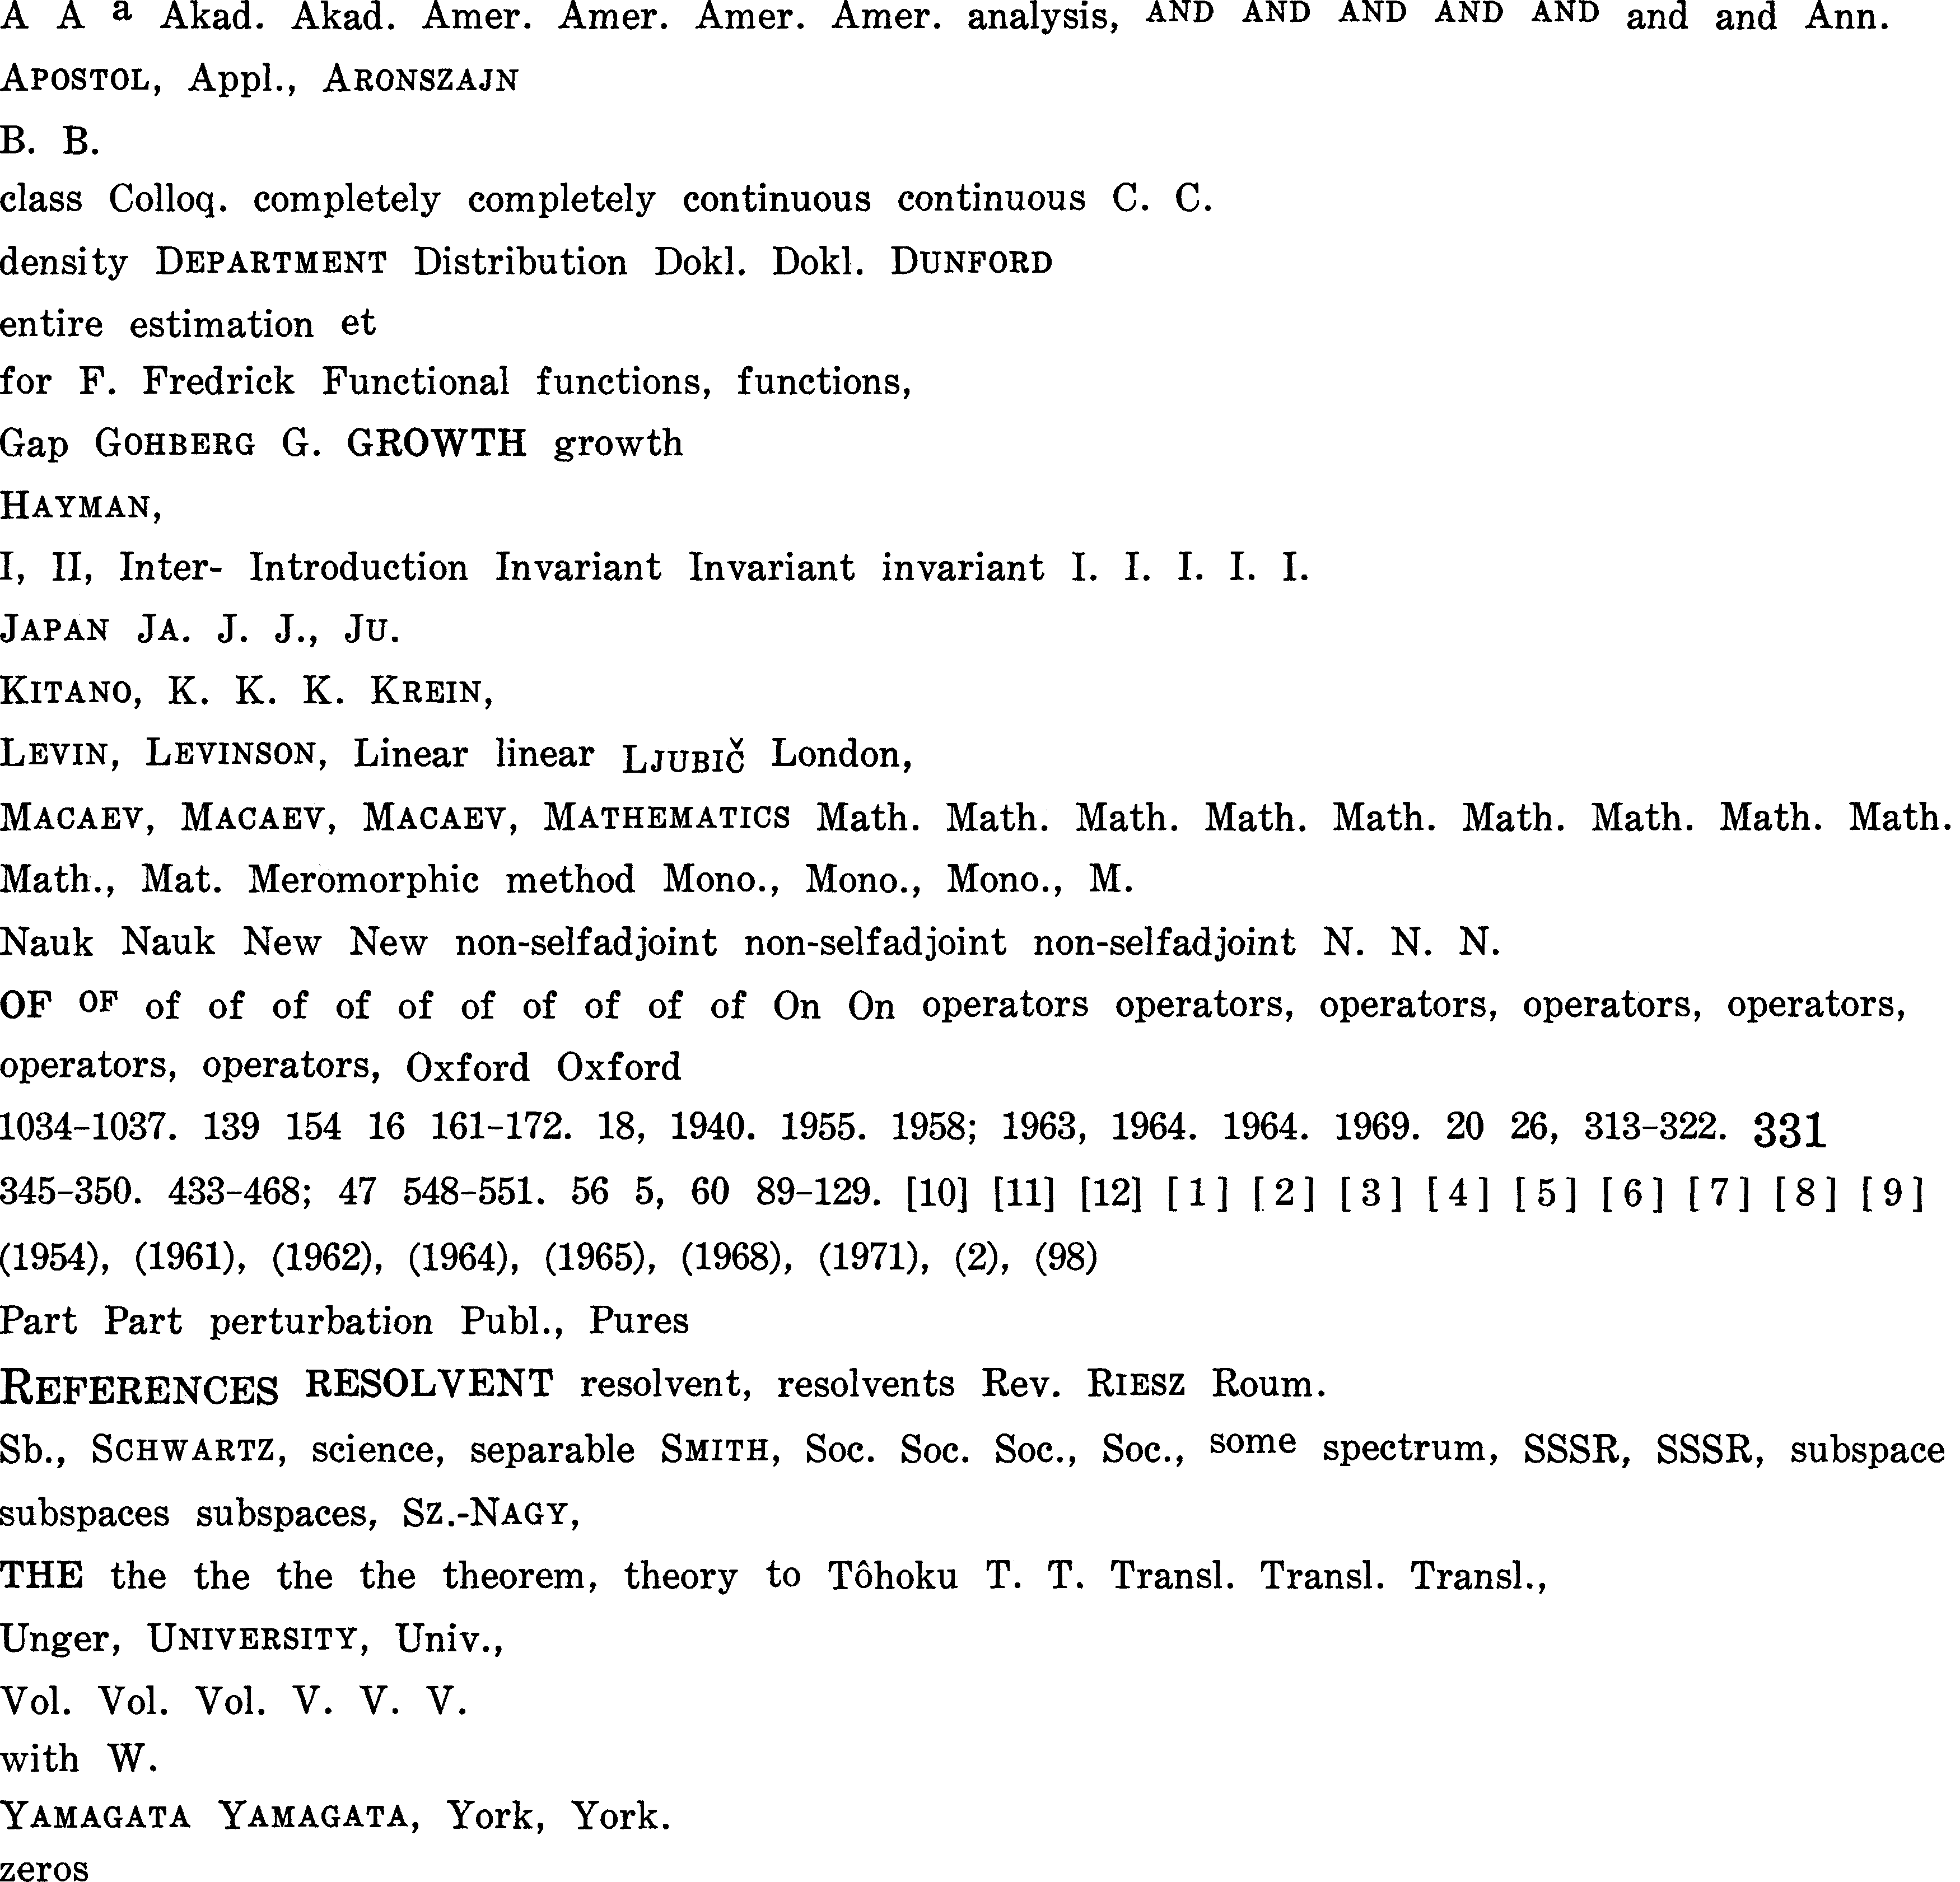 A A a Akad. Akad. Amer. Amer. Amer. Amer. analysis, AND AND AND AND AND and and Ann.
APOSTOL, Appl., ARONSZAJN
B. B.
class Colloq. completely completely continuous continuous C. C.
density DEPARTMENT Distribution Dokl. Dokl. DUNFORD
entire estimation et
for F. Fredrick Functional functions, functions,
Gap GOHBERG G. GROWTH growth
HAYMAN,
I, II, Inter- Introduction Invariant Invariant invariant I. I. I. I. I.
JAPAN JA. J. J., JU.
KITANO, K. K. K. KREIN,
LEVIN, LEVINSON, Linear linear LJUBIČ London,
MACAEV, MACAEV, MACAEV, MATHEMATICS Math. Math. Math. Math. Math. Math. Math. Math. Math.
Math., Mat. Meromorphic method Mono., Mono., Mono., M.
Nauk Nauk New New non-selfadjoint non-selfadjoint non-selfadjoint N. N. N.
OF OF of of of of of of of of of of On On operators operators, operators, operators, operators,
operators, operators, Oxford Oxford
1034-1037. 139 154 16 161-172. 18, 1940. 1955. 1958; 1963, 1964. 1964. 1969. 20 26, 313-322. 331
345-350. 433-468; 47 548-551. 56 5, 60 89-129. [10] [11] [12] [1] [2] [3] [4] [5] [6] [7] [8] [9]
(1954), (1961), (1962), (1964), (1965), (1968), (1971), (2), (98)
Part Part perturbation Publ., Pures
REFERENCES RESOLVENT resolvent, resolvents Rev. RIESZ Roum.
Sb., SCHWARTZ, science, separable SMITH, Soc. Soc. Soc., Soc., some spectrum, SSSR, SSSR, subspace
subspaces subspaces, SZ.-NAGY,
THE the the the the theorem, theory to Tôhoku T. T. Transl. Transl. Transl.,
Unger, UNIVERSITY, Univ.,
Vol. Vol. Vol. V. V. V.
with W.
YAMAGATA YAMAGATA, York, York.
zeros